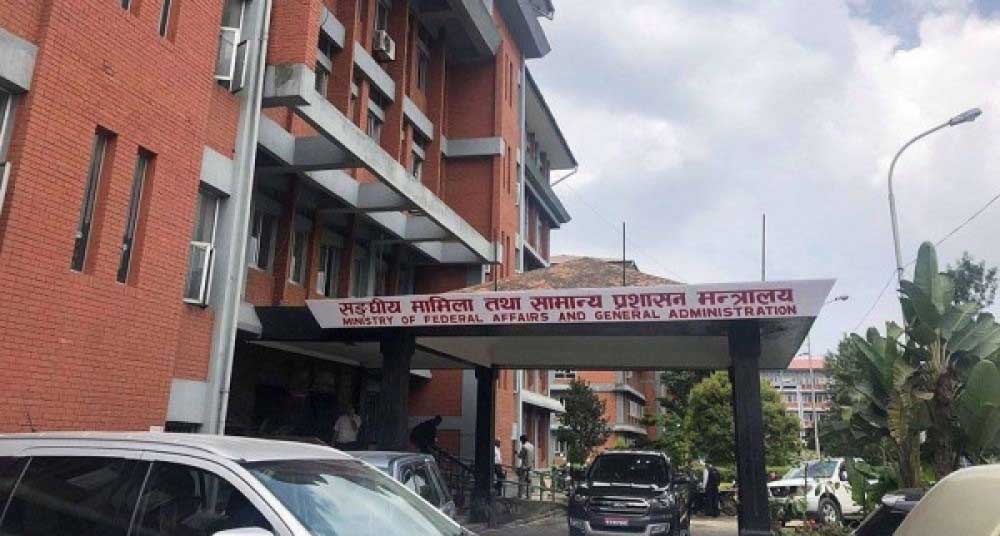 सङ्घीय मामिला तथा सामान्य प्रशासन मन्त्रालय
MINISTRY OF FEDERAL AFFAIRS AND GENERAL ADMINISTRATION